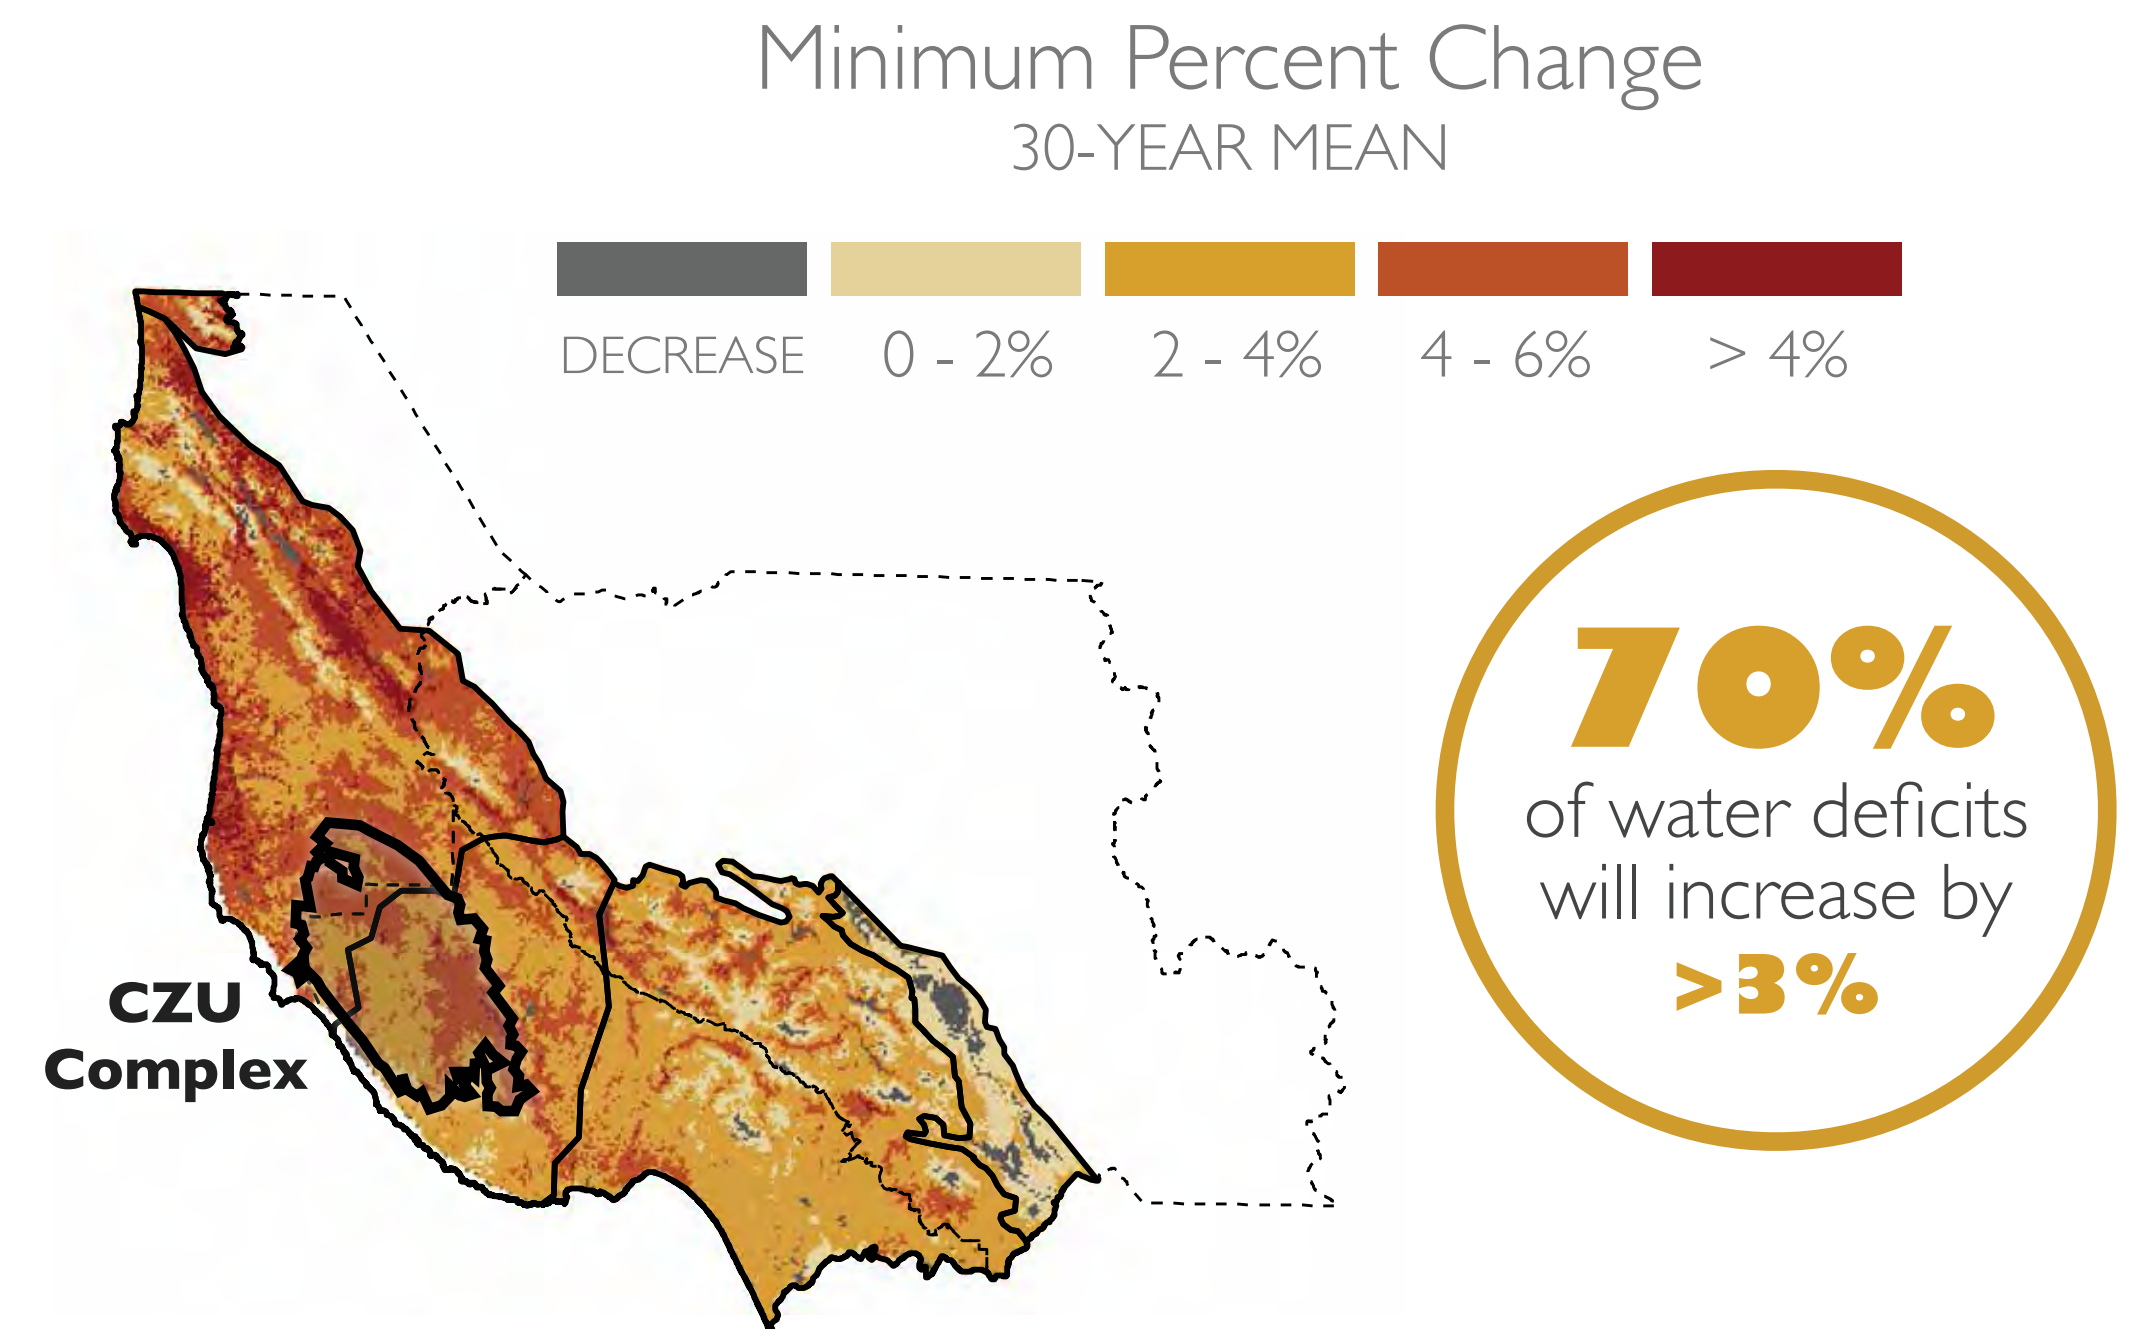 Minimum Percent Change
30-YEAR MEAN
DECREASE 0 - 2% 2 - 4% 4 - 6% > 4%
70%
of water deficits
will increase by
>3%
CZU
Complex